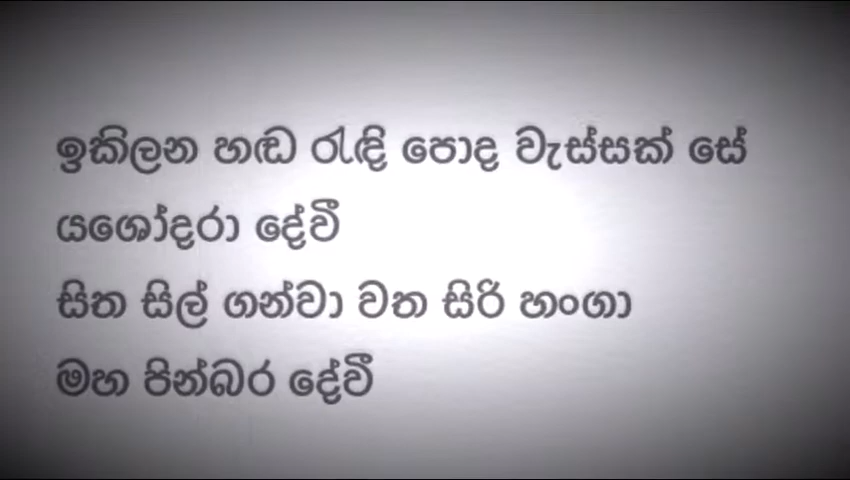 ඉකිලන හඬ රැඳි පොද වැස්සක් සේ
යශෝදරා දේවී
සිත සිල් ගන්වා වත සිරි හංගා
මහ පින්බර දේවී